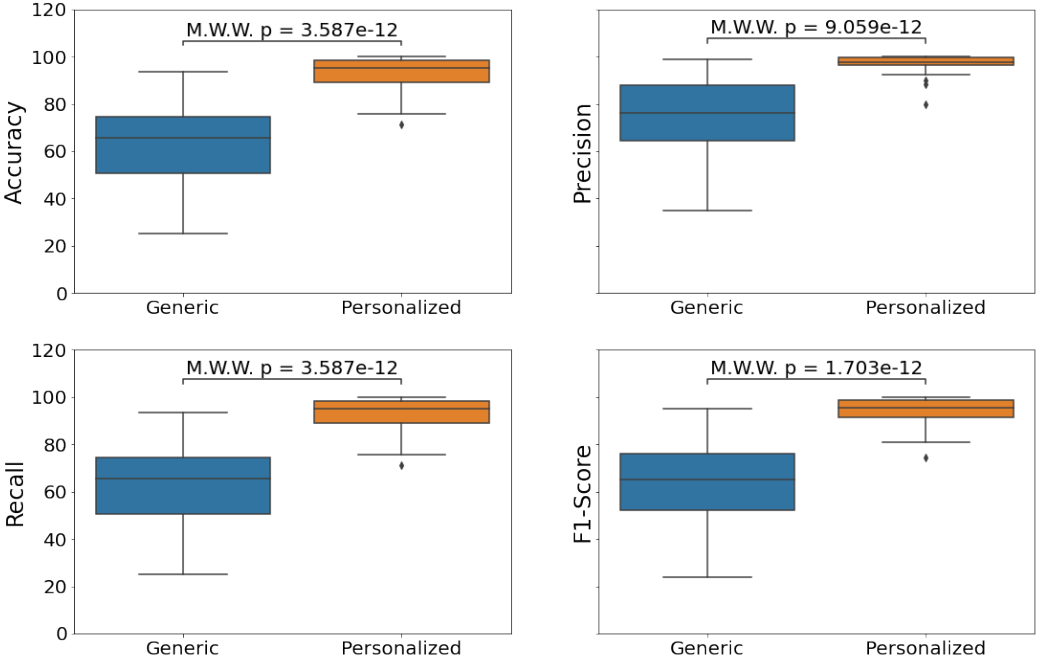 Accuracy
120
100
80
60
40
20
0
M.W.W. p = 3.587e-12
Generic Personalized
Precision
M.W.W. p = 9.059e-12
Generic Personalized
Recall
120
100
80
60
40
20
0
M.W.W. p = 3.587e-12
Generic Personalized
F1-Score
M.W.W. p = 1.703e-12
Generic Personalized